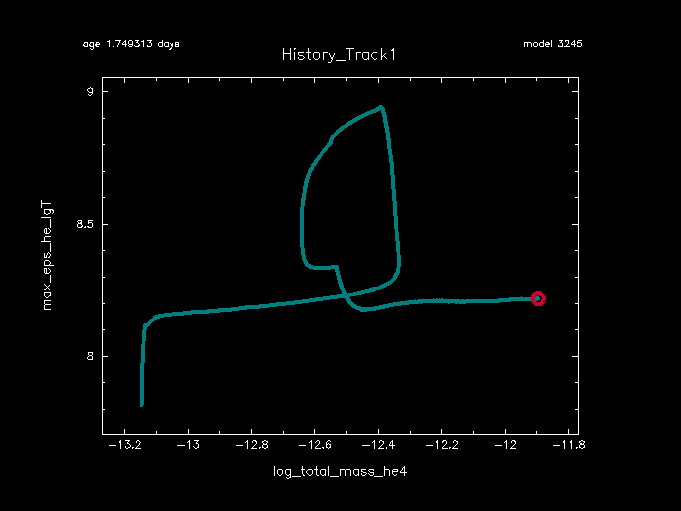 age 1.749313 days
model 3245
History_Track1
9
8.5
8
max_eps_he_lgT
−13.2 −13 −12.8 −12.6 −12.4 −12.2 −12 −11.8
log_total_mass_he4